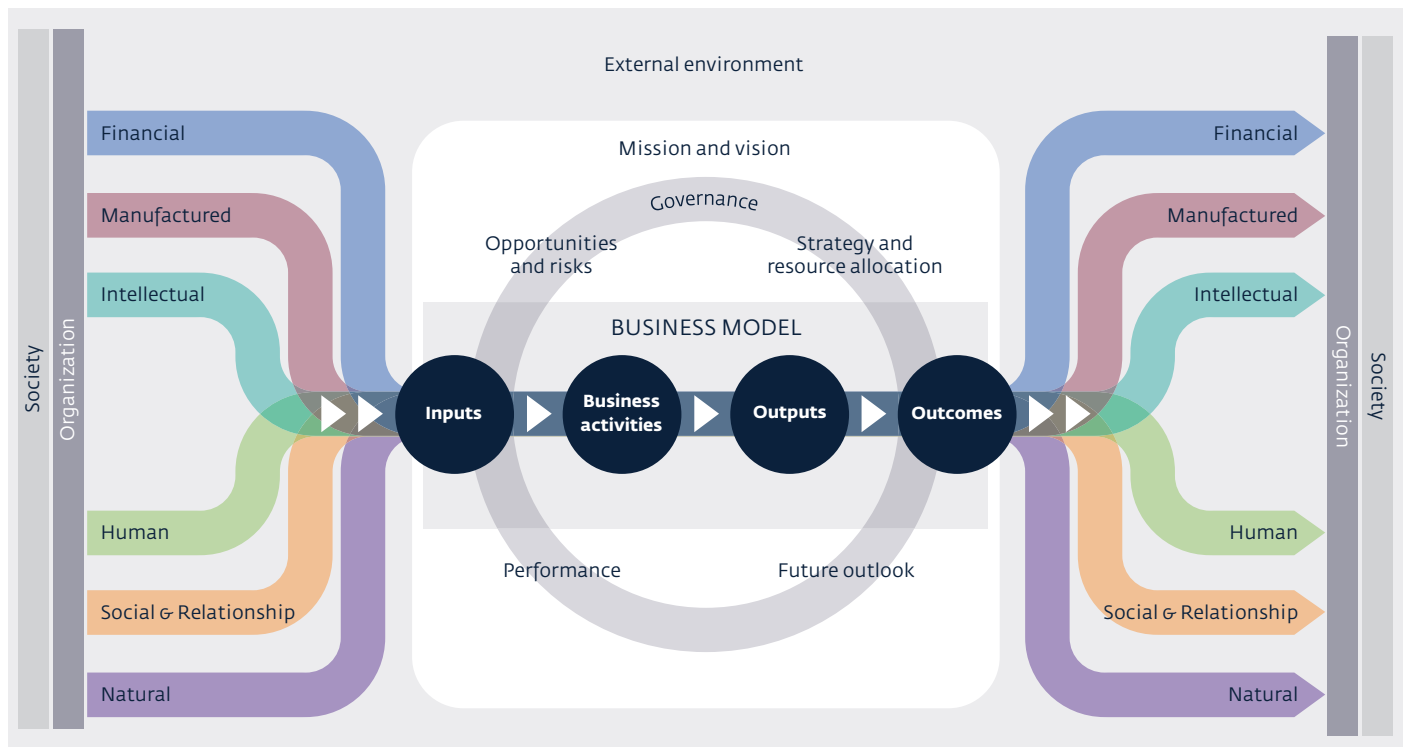 External environment
Society
Organization
Financial
Manufactured
Intellectual
Human
Social & Relationship
Natural
Mission and vision
Governance
Opportunities
and risks
Strategy and
resource allocation
BUSINESS MODEL
Inputs
Business
activities
Outputs
Outcomes
Performance
Future outlook
Financial
Manufactured
Intellectual
Human
Social & Relationship
Natural
Organization
Society